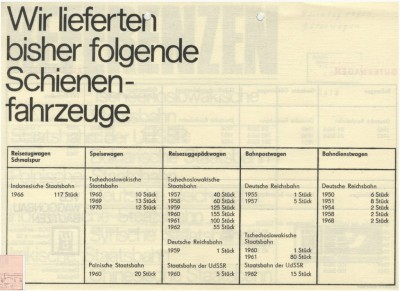 Wir lieferten
bisher folgende
Schienen-
fahrzeuge
Reisezugwagen
Schmalspur
Indonesische Staatsbahn
1966 117 Stück
Speisewagen
Tschechoslowakische
Staatsbahn
1960 10 Stück
1969 13 Stück
1970 12 Stück
Polnische Staatsbahn
1960 20 Stück
Reisezuggepäckwagen
Tschechoslowakische
Staatsbahn
1957 40 Stück
1958 60 Stück
1959 125 Stück
1960 155 Stück
1961 100 Stück
1962 55 Stück
Deutsche Reichsbahn
1959 1 Stück
Staatsbahn der UdSSR
1960 5 Stück
Bahnpostwagen
Deutsche Reichsbahn
1955 1 Stück
1957 5 Stück
Tschechoslowakische
Staatsbahn
1960 1 Stück
1961 80 Stück
Staatsbahn der UdSSR
1962 15 Stück
Bahndienstwagen
Deutsche Reichsbahn
1950 6 Stück
1951 8 Stück
1954 2 Stück
1958 2 Stück
1968 2 Stück